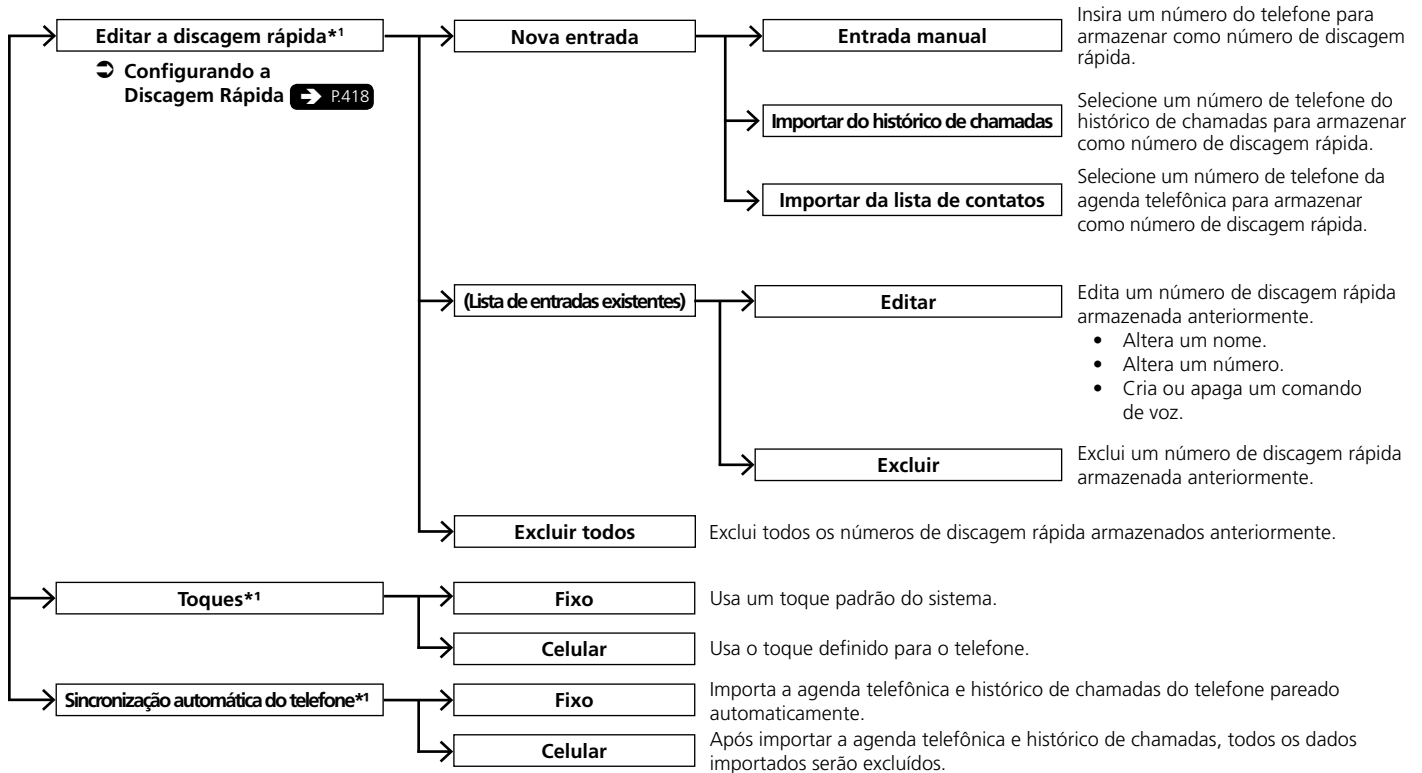 Editar a discagem rápida*1
➲ Configurando a
Discagem Rápida ➔ P.418
Nova entrada
Entrada manual
Insira um número do telefone para
armazenar como número de discagem
rápida.
Importar do histórico de chamadas
Selecione um número de telefone do
histórico de chamadas para armazenar
como número de discagem rápida.
Importar da lista de contatos
Selecione um número de telefone da
agenda telefônica para armazenar
como número de discagem rápida.
(Lista de entradas existentes)
Editar
Edita um número de discagem rápida
armazenada anteriormente.
• Altera um nome.
• Altera um número.
• Cria ou apaga um comando
de voz.
Excluir
Exclui um número de discagem rápida
armazenada anteriormente.
Excluir todos
Exclui todos os números de discagem rápida armazenados anteriormente.
Toques*1
Fixo
Usa um toque padrão do sistema.
Celular
Usa o toque definido para o telefone.
Sincronização automática do telefone*1
Fixo
Importa a agenda telefônica e histórico de chamadas do telefone pareado
automaticamente.
Celular
Após importar a agenda telefônica e histórico de chamadas, todos os dados
importados serão excluídos.